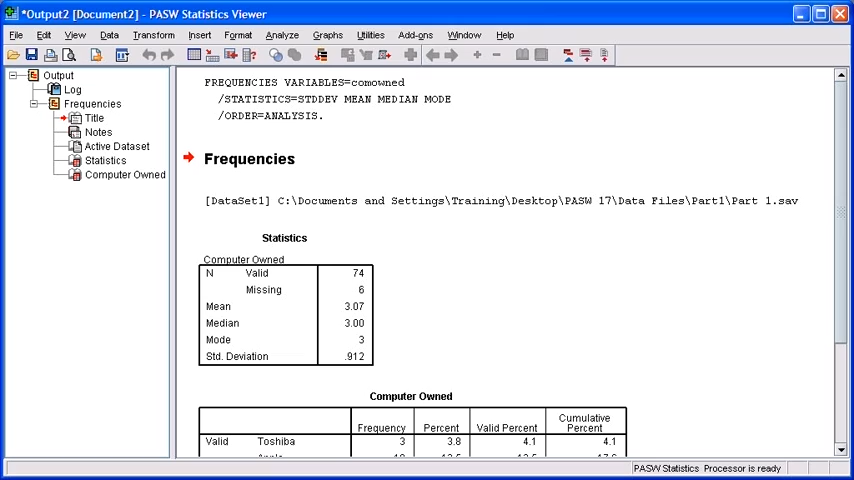 *Output2 [Document2] - PASW Statistics Viewer
File Edit View Data Transform Insert Format Analyze Graphs Utilities Add-ons Window Help
Output
Log
Frequencies
Title
Notes
Active Dataset
Statistics
Computer Owned
FREQUENCIES VARIABLES=comowned
/STATISTICS=STDDEV MEAN MEDIAN MODE
/ORDER=ANALYSIS.
Frequencies
[DataSet1] C:\Documents and Settings\Training\Desktop\PASW 17\Data Files\Part1\Part 1.sav
Statistics
Computer Owned
N Valid 74
Missing 6
Mean 3.07
Median 3.00
Mode 3
Std. Deviation .912
Computer Owned
Frequency Percent Valid Percent Cumulative Percent
Valid Toshiba 3 3.8 4.1 4.1
PASW Statistics Processor is ready